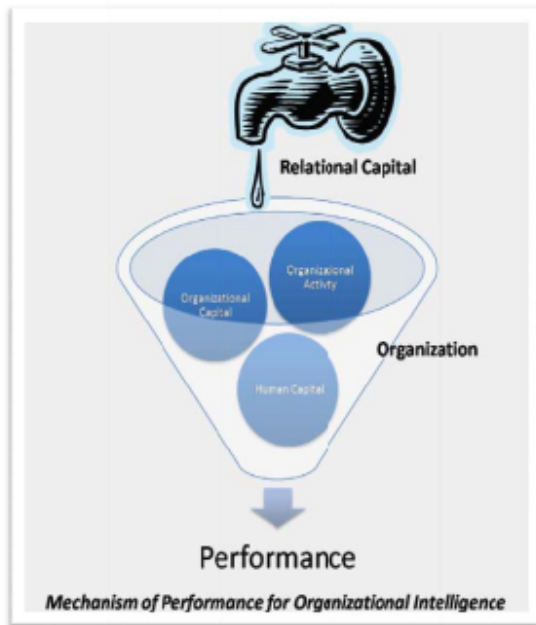 Relational Capital
Organizational
Activity
Organizational
Capital
Organization
Human Capital
Performance
Mechanism of Performance for Organizational Intelligence